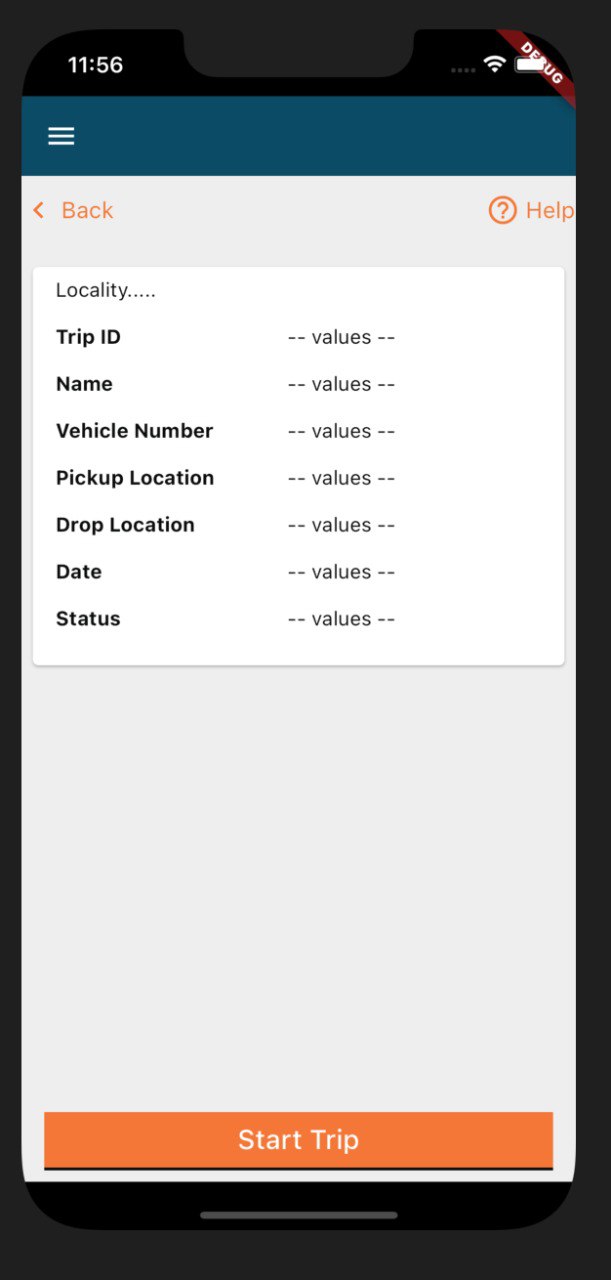 11:56
DEBUG
Back
Help
Locality.....
Trip ID -- values --
Name -- values --
Vehicle Number -- values --
Pickup Location -- values --
Drop Location -- values --
Date -- values --
Status -- values --
Start Trip